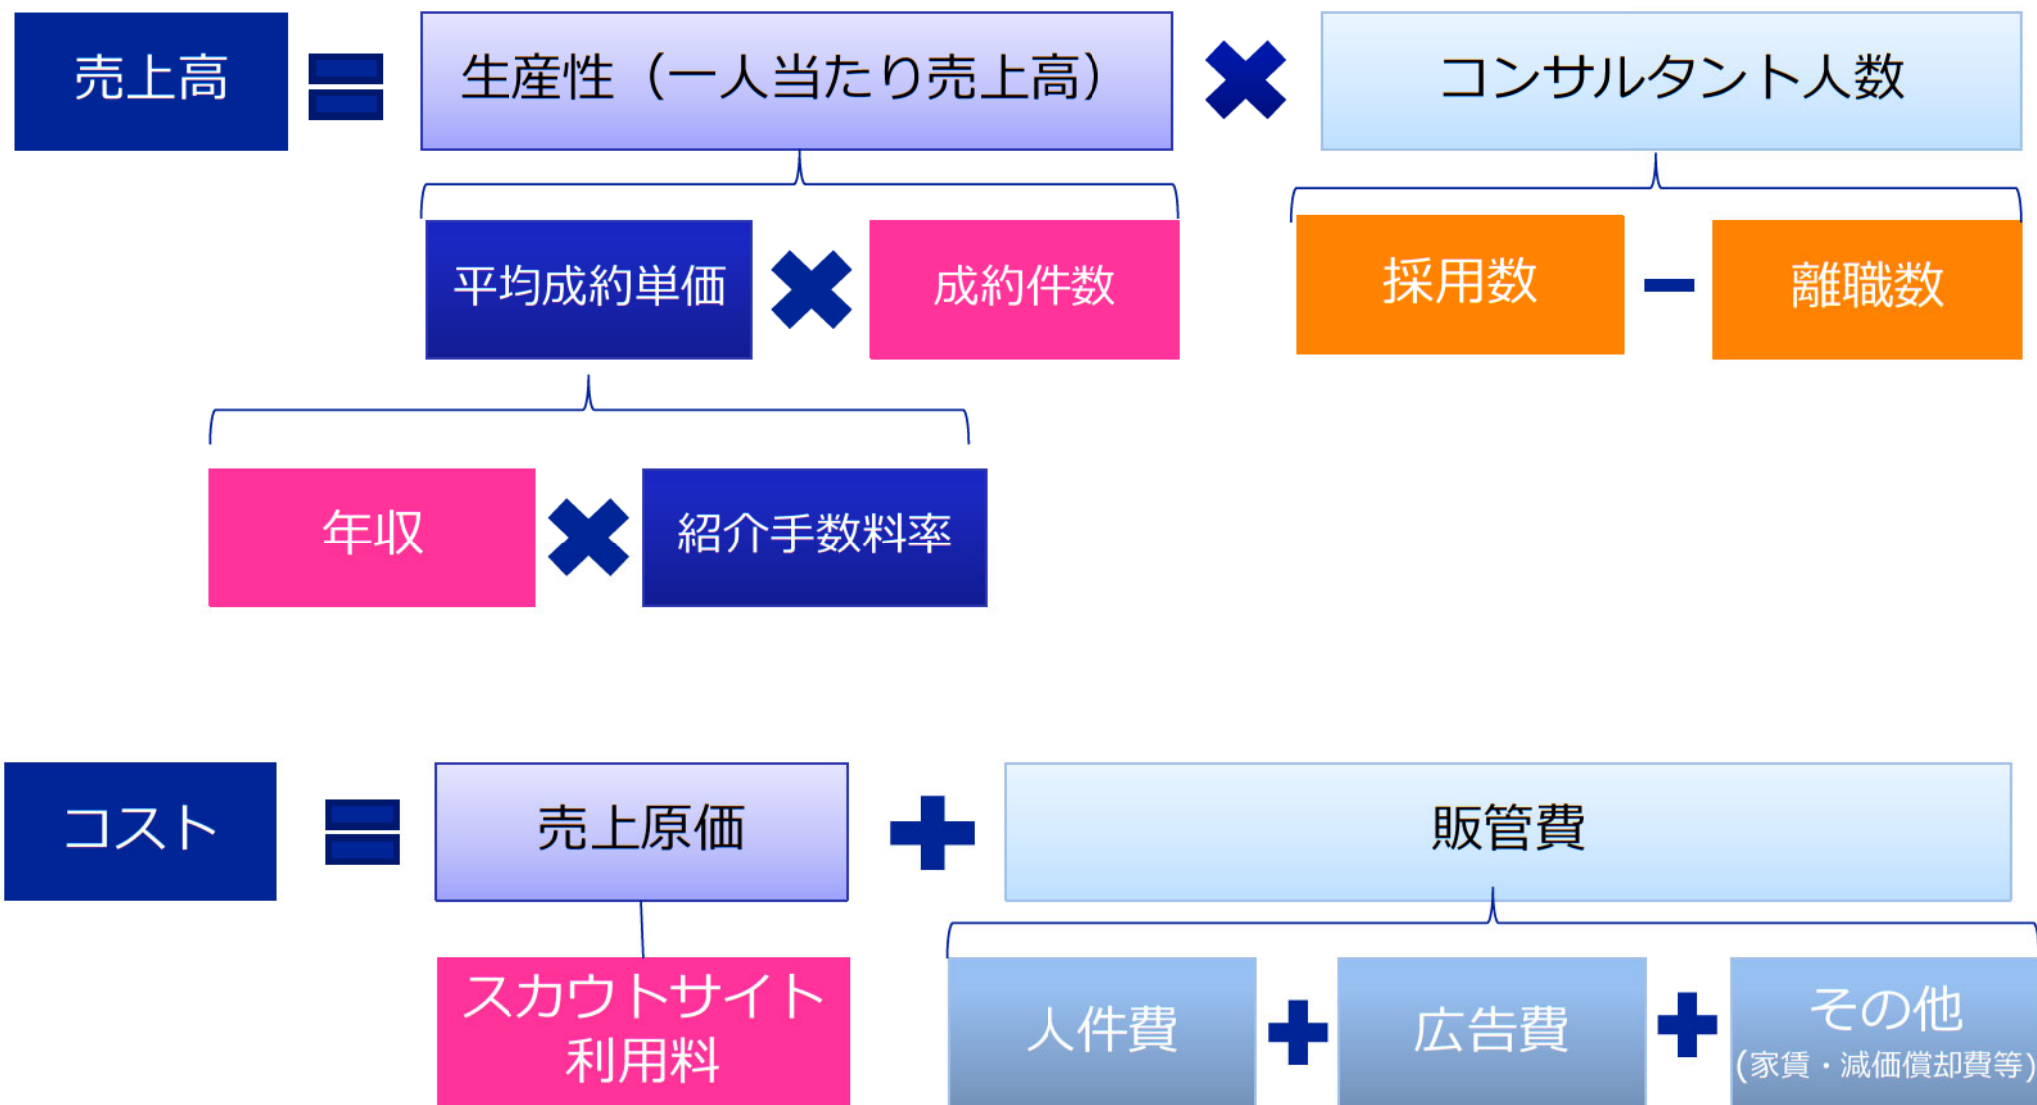 売上高
生産性（一人当たり売上高）
コンサルタント人数
平均成約単価
成約件数
採用数
離職数
年収
紹介手数料率
コスト
売上原価
販管費
スカウトサイト
利用料
人件費
広告費
その他
(家賃・減価償却費等)